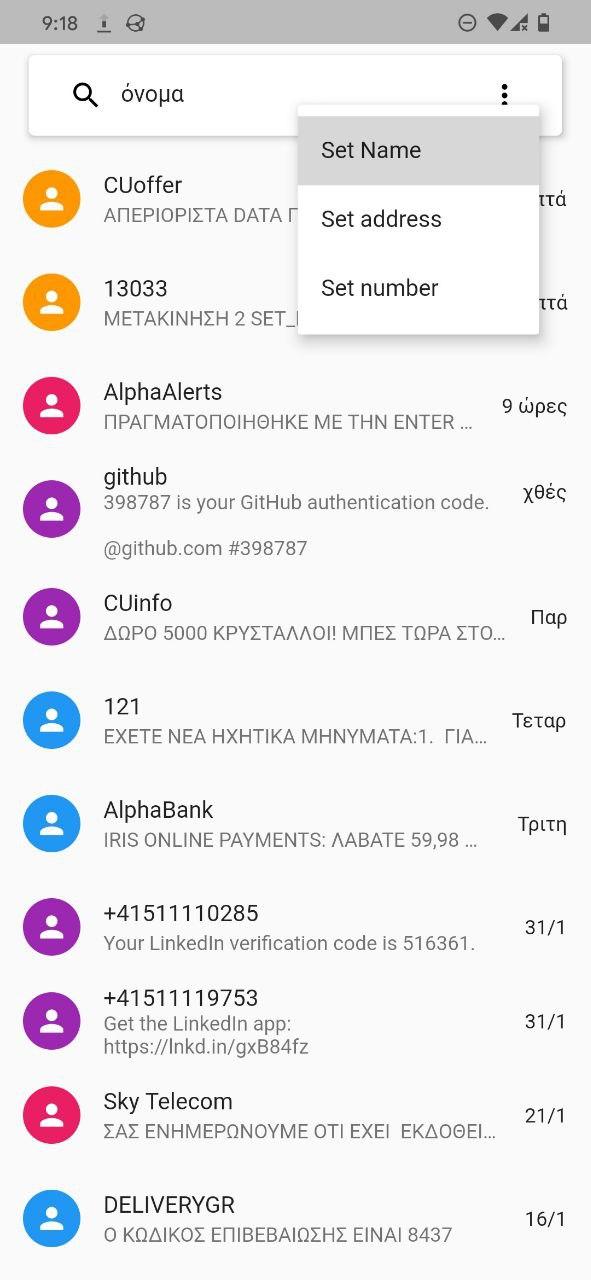 9:18
όνομα
Set Name
Set address
Set number
CUoffer
ΑΠΕΡΙΟΡΙΣΤΑ DATA
13033
ΜΕΤΑΚΙΝΗΣΗ 2
AlphaAlerts
ΠΡΑΓΜΑΤΟΠΟΙΗΘΗΚΕ ΜΕ ΤΗΝ ENTER ...
9 ώρες
github
398787 is your GitHub authentication code.
χθές
@github.com #398787
CUinfo
ΔΩΡΟ 5000 ΚΡΥΣΤΑΛΛΟΙ! ΜΠΕΣ ΤΩΡΑ ΣΤΟ...
Παρ
121
ΕΧΕΤΕ ΝΕΑ ΗΧΗΤΙΚΑ ΜΗΝΥΜΑΤΑ:1. ΓΙΑ...
Τεταρ
AlphaBank
IRIS ONLINE PAYMENTS: ΛΑΒΑΤΕ 59,98 ...
Τριτη
+41511110285
Your LinkedIn verification code is 516361.
31/1
+41511119753
Get the LinkedIn app:
https://lnkd.in/gxB84fz
31/1
Sky Telecom
ΣΑΣ ΕΝΗΜΕΡΩΝΟΥΜΕ ΟΤΙ ΕΧΕΙ ΕΚΔΟΘΕΙ...
21/1
DELIVERYGR
Ο ΚΩΔΙΚΟΣ ΕΠΙΒΕΒΑΙΩΣΗΣ ΕΙΝΑΙ 8437
16/1